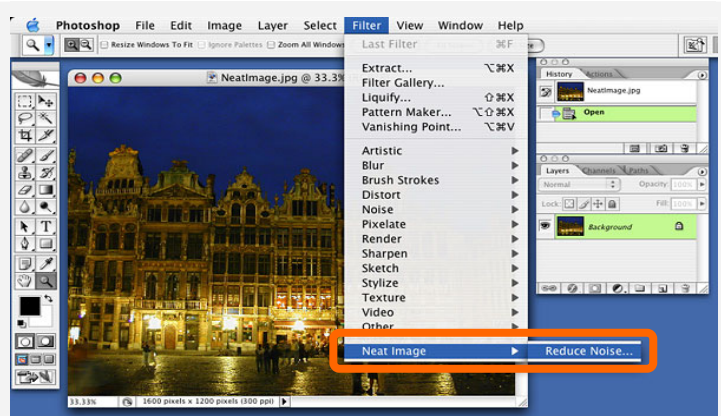 Photoshop File Edit Image Layer Select Filter View Window Help
Resize Windows To Fit Ignore Palettes Zoom All Windows
NeatImage.jpg @ 33.3%
Last Filter ⌘F
Extract... ⌥⌘X
Filter Gallery...
Liquify... ⇧⌘X
Pattern Maker... ⌥⇧⌘X
Vanishing Point... ⌥⌘V
Artistic
Blur
Brush Strokes
Distort
Noise
Pixelate
Render
Sharpen
Sketch
Stylize
Texture
Video
Other
Neat Image
Reduce Noise...
33.33% 1600 pixels x 1200 pixels (300 ppi)
History Actions
NeatImage.jpg
Open
Layers Channels Paths
Normal Opacity: 100%
Lock: Fill: 100%
Background
T